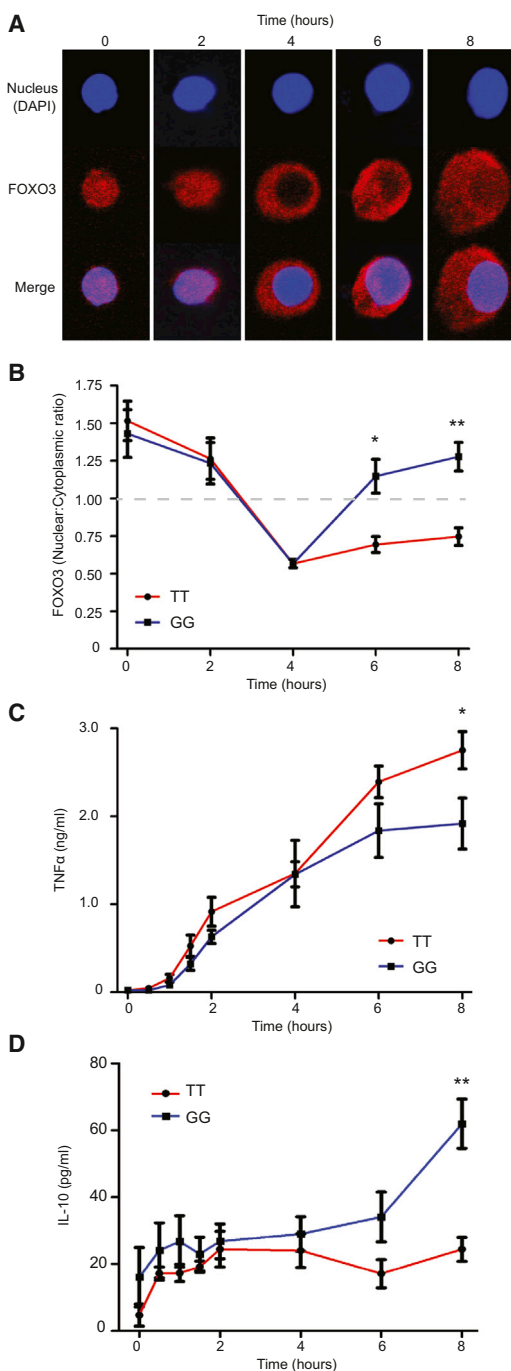 A
Time (hours)
0 2 4 6 8
Nucleus
(DAPI)
FOXO3
Merge
B
FOXO3 (Nuclear:Cytoplasmic ratio)
1.75
1.50
1.25
1.00
0.75
0.50
0.25
0
* **
TT
GG
0 2 4 6 8
Time (hours)
C
TNFα (ng/ml)
3.0
2.0
1.0
0
*
TT
GG
0 2 4 6 8
Time (hours)
D
IL-10 (pg/ml)
80
60
40
20
0
**
TT
GG
0 2 4 6 8
Time (hours)